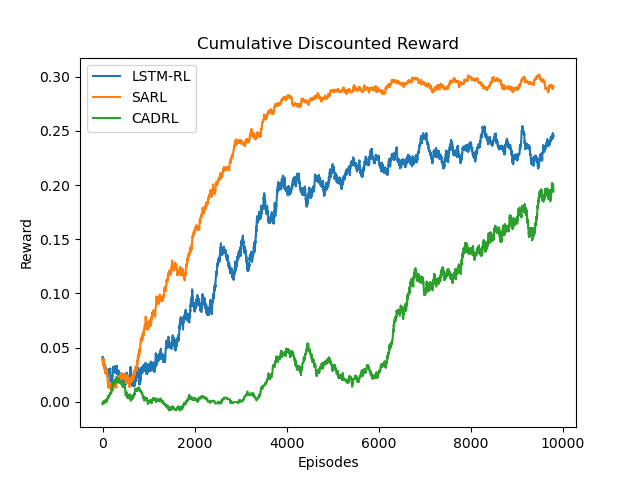 Cumulative Discounted Reward
LSTM-RL
SARL
CADRL
0.30
0.25
0.20
0.15
0.10
0.05
0.00
Reward
0 2000 4000 6000 8000 10000
Episodes